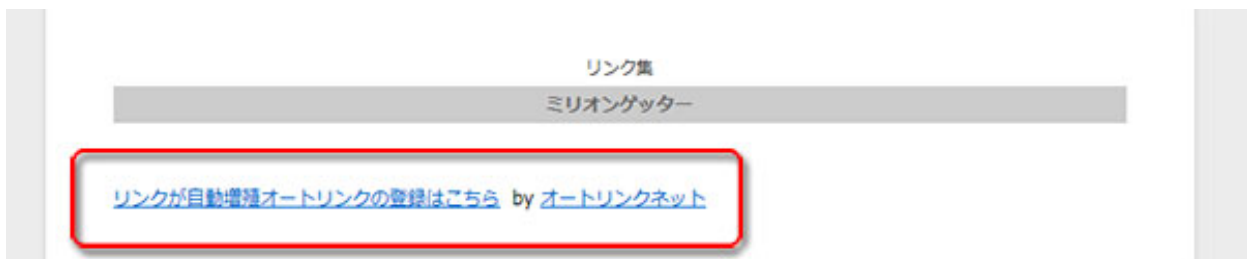 リンク集
ミリオンゲッター
リンクが自動増殖オートリンクの登録はこちら by オートリンクネット